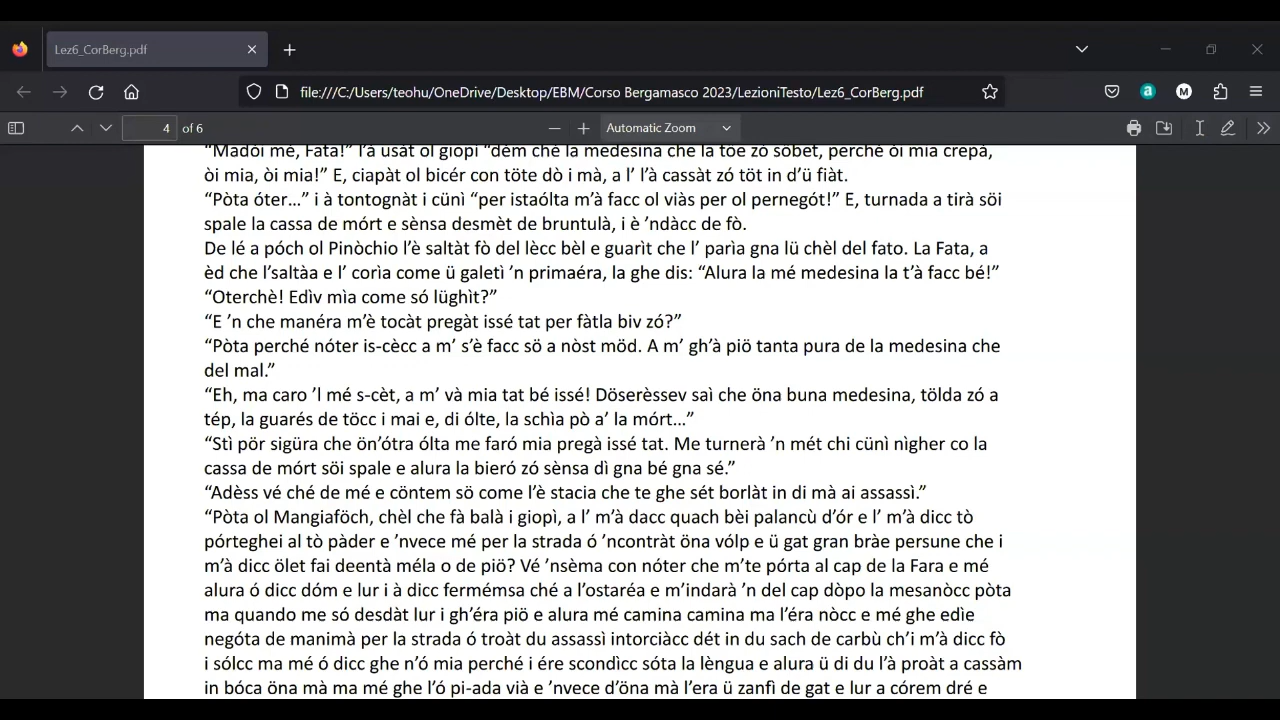 Lez6_CorBerg.pdf
file:///C:/Users/teohu/OneDrive/Desktop/EBM/Corso Bergamasco 2023/LezioniTesto/Lez6_CorBerg.pdf
4 of 6
Automatic Zoom
“Madói mé, Fata!” l’à usàt ol giopì “dém ché la medesina che la töe zó söbet, perché òi mia crepà,
òi mia, òi mia!” E, ciapàt ol bicér con töte dò i mà, a l’ l’à cassàt zó töt in d’ü fiàt.
“Pòta óter…” i à tontognàt i cünì “per istaólta m’à facc ol viàs per ol pernegót!” E, turnada a tirà söi
spale la cassa de mórt e sènsa desmèt de bruntulà, i è ’ndàcc de fò.
De lé a póch ol Pinòchio l’è saltàt fò del lècc bèl e guarìt che l’ parìa gna lü chèl del fato. La Fata, a
èd che l’saltàa e l’ corìa come ü galetì ’n primaéra, la ghe dis: “Alura la mé medesina la t’à facc bé!”
“Oterchè! Edìv mìa come só lüghìt?”
“E ’n che manéra m’è tocàt pregàt issé tat per fàtla biv zó?”
“Pòta perché nóter is-cècc a m’ s’è facc sö a nòst möd. A m’ gh’à piö tanta pura de la medesina che
del mal.”
“Eh, ma caro ’l mé s-cèt, a m’ và mia tat bé issé! Döserèssev saì che öna buna medesina, tölda zó a
tép, la guarés de töcc i mai e, di ólte, la schìa pò a’ la mórt…”
“Stì pör sigüra che ön’ótra ólta me faró mia pregà issé tat. Me turnerà ’n mét chi cünì nìgher co la
cassa de mórt söi spale e alura la bieró zó sènsa dì gna bé gna sé.”
“Adèss vé ché de mé e cöntem sö come l’è stacia che te ghe sét borlàt in di mà ai assassì.”
“Pòta ol Mangiaföch, chèl che fà balà i giopì, a l’ m’à dacc quach bèi palancù d’ór e l’ m’à dicc tò
pórteghei al tò pàder e ’nvece mé per la strada ó ’ncontràt öna vólp e ü gat gran bràe persune che i
m’à dicc ölet fai deentà méla o de piö? Vé ’nsèma con nóter che m’te pórta al cap de la Fara e mé
alura ó dicc dóm e lur i à dicc fermémsa ché a l’ostaréa e m’indarà ’n del cap dòpo la mesanòcc pòta
ma quando me só desdàt lur i gh’éra piö e alura mé camina camina ma l’éra nòcc e mé ghe edìe
negóta de manimà per la strada ó troàt du assassì intorciàcc dét in du sach de carbù ch’i m’à dicc fò
i sólcc ma mé ó dicc ghe n’ó mia perché i ére scondìcc sóta la lèngua e alura ü di du l’à proàt a cassàm
in bóca öna mà ma mé ghe l’ó pi-ada vià e ’nvece d’öna mà l’era ü zanfì de gat e lur a córem dré e